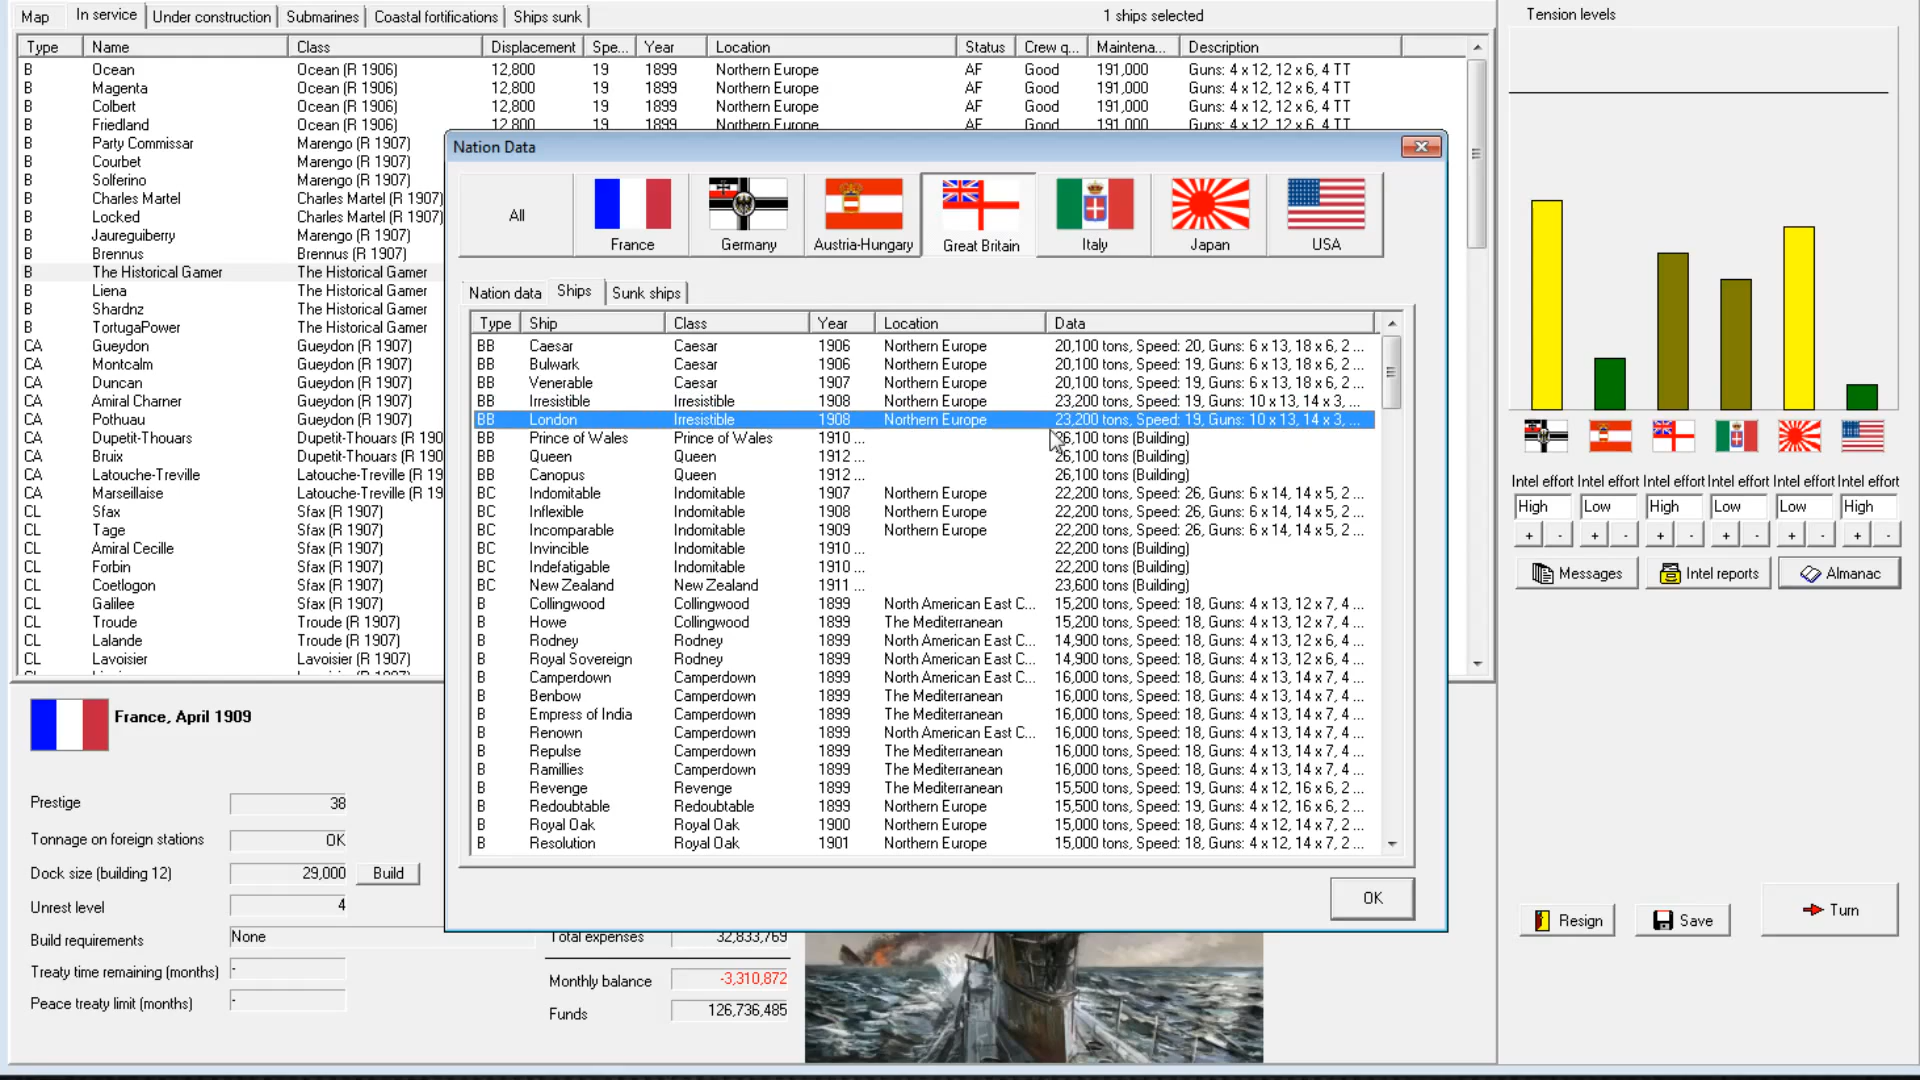 Map In service Under construction Submarines Coastal fortifications Ships sunk 1 ships selected
Type Name Class Displacement Spe... Year Location Status Crew q... Maintena... Description
B Ocean Ocean (R 1906) 12,800 19 1899 Northern Europe AF Good 191,000 Guns: 4 x 12, 12 x 6, 4 TT
B Magenta Ocean (R 1906) 12,800 19 1899 Northern Europe AF Good 191,000 Guns: 4 x 12, 12 x 6, 4 TT
B Colbert Ocean (R 1906) 12,800 19 1899 Northern Europe AF Good 191,000 Guns: 4 x 12, 12 x 6, 4 TT
B Friedland Ocean (R 1906) 12,800 19 1899 Northern Europe AF Good 191,000 Guns: 4 x 12, 12 x 6, 4 TT
B Party Commissar Marengo (R 1907)
B Courbet Marengo (R 1907)
B Solferino Marengo (R 1907)
B Charles Martel Charles Martel (R 1907)
B Locked Charles Martel (R 1907)
B Jaureguiberry Marengo (R 1907)
B Brennus Brennus (R 1907)
B The Historical Gamer The Historical Gamer
B Liena The Historical Gamer
B Shardnz The Historical Gamer
B TortugaPower The Historical Gamer
CA Gueydon Gueydon (R 1907)
CA Montcalm Gueydon (R 1907)
CA Duncan Gueydon (R 1907)
CA Amiral Charner Gueydon (R 1907)
CA Pothuau Gueydon (R 1907)
CA Dupetit-Thouars Dupetit-Thouars (R 190
CA Bruix Dupetit-Thouars (R 190
CA Latouche-Treville Latouche-Treville (R 19
CA Marseillaise Latouche-Treville (R 19
CL Sfax Sfax (R 1907)
CL Tage Sfax (R 1907)
CL Amiral Cecille Sfax (R 1907)
CL Forbin Sfax (R 1907)
CL Coetlogon Sfax (R 1907)
CL Galilee Sfax (R 1907)
CL Troude Troude (R 1907)
CL Lalande Troude (R 1907)
CL Lavoisier Lavoisier (R 1907)
Nation Data
All France Germany Austria-Hungary Great Britain Italy Japan USA
Nation data Ships Sunk ships
Type Ship Class Year Location Data
BB Caesar Caesar 1906 Northern Europe 20,100 tons, Speed: 20, Guns: 6 x 13, 18 x 6, 2 ...
BB Bulwark Caesar 1906 Northern Europe 20,100 tons, Speed: 19, Guns: 6 x 13, 18 x 6, 2 ...
BB Venerable Caesar 1907 Northern Europe 20,100 tons, Speed: 19, Guns: 6 x 13, 18 x 6, 2 ...
BB Irresistible Irresistible 1908 Northern Europe 23,200 tons, Speed: 19, Guns: 10 x 13, 14 x 3, ...
BB London Irresistible 1908 Northern Europe 23,200 tons, Speed: 19, Guns: 10 x 13, 14 x 3, ...
BB Prince of Wales Prince of Wales 1910 ... 26,100 tons (Building)
BB Queen Queen 1912 ... 26,100 tons (Building)
BB Canopus Queen 1912 ... 26,100 tons (Building)
BC Indomitable Indomitable 1907 Northern Europe 22,200 tons, Speed: 26, Guns: 6 x 14, 14 x 5, 2 ...
BC Inflexible Indomitable 1908 Northern Europe 22,200 tons, Speed: 26, Guns: 6 x 14, 14 x 5, 2 ...
BC Incomparable Indomitable 1909 Northern Europe 22,200 tons, Speed: 26, Guns: 6 x 14, 14 x 5, 2 ...
BC Invincible Indomitable 1910 ... 22,200 tons (Building)
BC Indefatigable Indomitable 1910 ... 22,200 tons (Building)
BC New Zealand New Zealand 1911 ... 23,600 tons (Building)
B Collingwood Collingwood 1899 North American East C... 15,200 tons, Speed: 18, Guns: 4 x 13, 12 x 7, 4 ...
B Howe Collingwood 1899 The Mediterranean 15,200 tons, Speed: 18, Guns: 4 x 13, 12 x 7, 4 ...
B Rodney Rodney 1899 North American East C... 14,900 tons, Speed: 18, Guns: 4 x 13, 12 x 6, 4 ...
B Royal Sovereign Rodney 1899 North American East C... 14,900 tons, Speed: 18, Guns: 4 x 13, 12 x 6, 4 ...
B Camperdown Camperdown 1899 North American East C... 16,000 tons, Speed: 18, Guns: 4 x 13, 14 x 7, 4 ...
B Benbow Camperdown 1899 The Mediterranean 16,000 tons, Speed: 18, Guns: 4 x 13, 14 x 7, 4 ...
B Empress of India Camperdown 1899 The Mediterranean 16,000 tons, Speed: 18, Guns: 4 x 13, 14 x 7, 4 ...
B Renown Camperdown 1899 North American East C... 16,000 tons, Speed: 18, Guns: 4 x 13, 14 x 7, 4 ...
B Repulse Camperdown 1899 The Mediterranean 16,000 tons, Speed: 18, Guns: 4 x 13, 14 x 7, 4 ...
B Ramillies Camperdown 1899 The Mediterranean 16,000 tons, Speed: 18, Guns: 4 x 13, 14 x 7, 4 ...
B Revenge Revenge 1899 The Mediterranean 15,500 tons, Speed: 19, Guns: 4 x 12, 16 x 6, 2 ...
B Redoubtable Redoubtable 1899 Northern Europe 15,500 tons, Speed: 19, Guns: 4 x 12, 16 x 6, 2 ...
B Royal Oak Royal Oak 1900 Northern Europe 15,000 tons, Speed: 18, Guns: 4 x 12, 14 x 7, 2 ...
B Resolution Royal Oak 1901 Northern Europe 15,000 tons, Speed: 18, Guns: 4 x 12, 14 x 7, 2 ...
OK
France, April 1909
Prestige 38
Tonnage on foreign stations OK
Dock size (building 12) 29,000 Build
Unrest level 4
Build requirements None
Treaty time remaining (months) -
Peace treaty limit (months) -
Total expenses 32,833,769
Monthly balance -3,310,872
Funds 126,736,485
Tension levels
Intel effort Intel effort Intel effort Intel effort Intel effort Intel effort
High Low High Low Low High
+ - + - + - + - + - + -
Messages Intel reports Almanac
Resign Save Turn